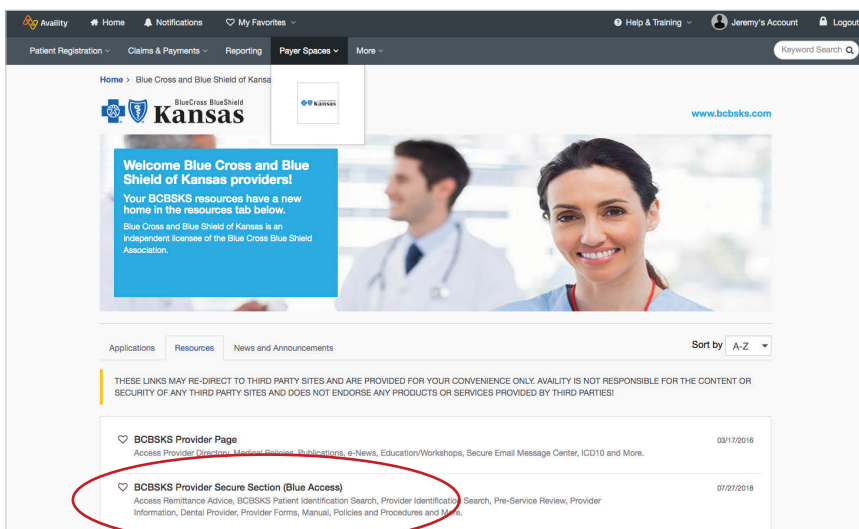 Availity Home Notifications My Favorites Help & Training Jeremy's Account Logout
Patient Registration Claims & Payments Reporting Payer Spaces More Keyword Search
Home > Blue Cross and Blue Shield of Kansa
BlueCross BlueShield
Kansas
Kansas
www.bcbsks.com
Welcome Blue Cross and Blue
Shield of Kansas providers!
Your BCBSKS resources have a new
home in the resources tab below.
Blue Cross and Blue Shield of Kansas is an
independent licensee of the Blue Cross Blue Shield
Association.
Applications Resources News and Announcements Sort by A-Z
THESE LINKS MAY RE-DIRECT TO THIRD PARTY SITES AND ARE PROVIDED FOR YOUR CONVENIENCE ONLY. AVAILITY IS NOT RESPONSIBLE FOR THE CONTENT OR
SECURITY OF ANY THIRD PARTY SITES AND DOES NOT ENDORSE ANY PRODUCTS OR SERVICES PROVIDED BY THIRD PARTIES!
BCBSKS Provider Page 03/17/2016
Access Provider Directory, Medical Policies, Publications, e-News, Education/Workshops, Secure Email Message Center, ICD10 and More.
BCBSKS Provider Secure Section (Blue Access) 07/27/2018
Access Remittance Advice, BCBSKS Patient Identification Search, Provider Identification Search, Pre-Service Review, Provider
Information, Dental Provider, Provider Forms, Manual, Policies and Procedures and More.